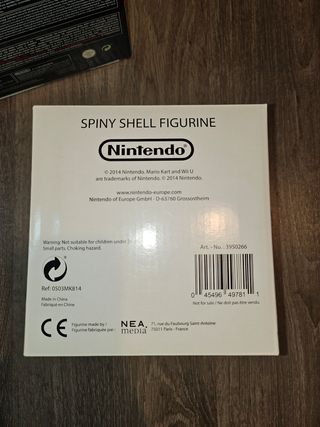 SPINY SHELL FIGURINE
Nintendo®
© 2014 Nintendo. Mario Kart and Wii U
are trademarks of Nintendo. © 2014 Nintendo.
www.nintendo-europe.com
Nintendo of Europe GmbH · D-63760 Grossostheim
Warning: Not suitable for children under
Small parts. Choking hazard.
Art. - No.: 3950266
Ref: 0503MK814
0 45496 49781 1
Not for sale / Ne doit pas être vendu
Made in China
Fabriqué en Chine
CE
Figurine made by /
Figurine fabriquée par:
NEA
media
71, rue du Faubourg Saint-Antoine
75011 Paris - France